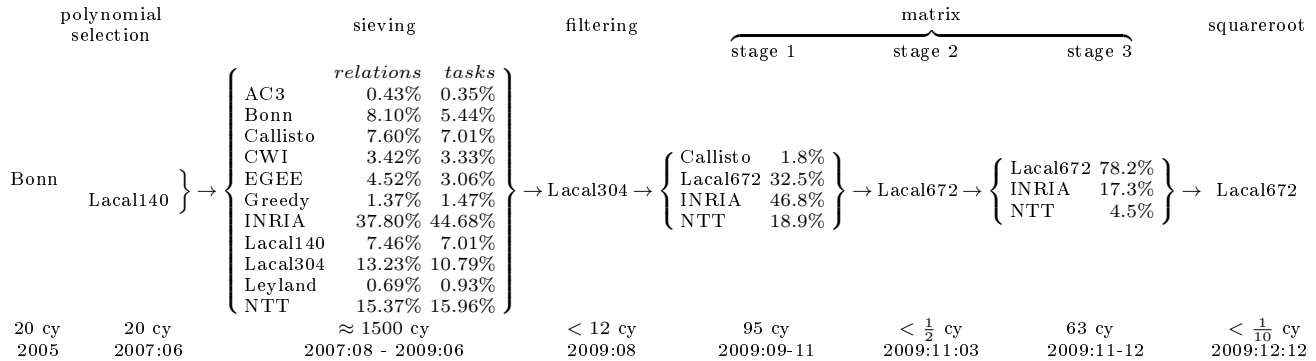 polynomial selection sieving filtering matrix squareroot
stage 1 stage 2 stage 3
relations tasks
AC3 0.43% 0.35%
Bonn 8.10% 5.44%
Callisto 7.60% 7.01%
CWI 3.42% 3.33%
EGEE 4.52% 3.06%
Greedy 1.37% 1.47%
INRIA 37.80% 44.68%
Lacal140 7.46% 7.01%
Lacal304 13.23% 10.79%
Leyland 0.69% 0.93%
NTT 15.37% 15.96%
Bonn
Lacal140 } →
→ Lacal304 →
Callisto 1.8%
Lacal672 32.5%
INRIA 46.8%
NTT 18.9%
→ Lacal672 →
Lacal672 78.2%
INRIA 17.3%
NTT 4.5%
→ Lacal672
20 cy 20 cy ≈ 1500 cy < 12 cy 95 cy < 1/2 cy 63 cy < 1/10 cy
2005 2007:06 2007:08 - 2009:06 2009:08 2009:09-11 2009:11:03 2009:11-12 2009:12:12